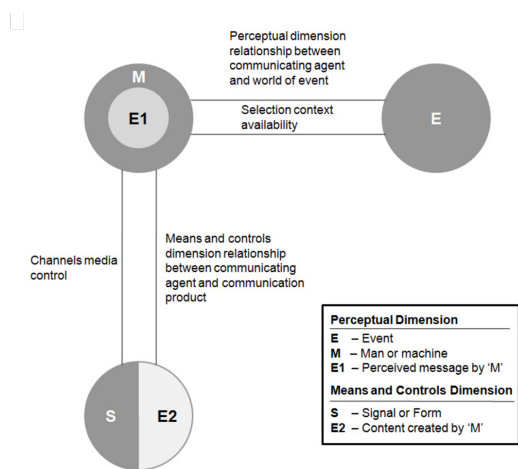 Perceptual dimension
relationship between
communicating agent
and world of event
M
E1
Selection context
availability
E
Channels media
control
Means and controls
dimension relationship
between communicating
agent and communication
product
S
E2
Perceptual Dimension
E – Event
M – Man or machine
E1 – Perceived message by ‘M’
Means and Controls Dimension
S – Signal or Form
E2 – Content created by ‘M’